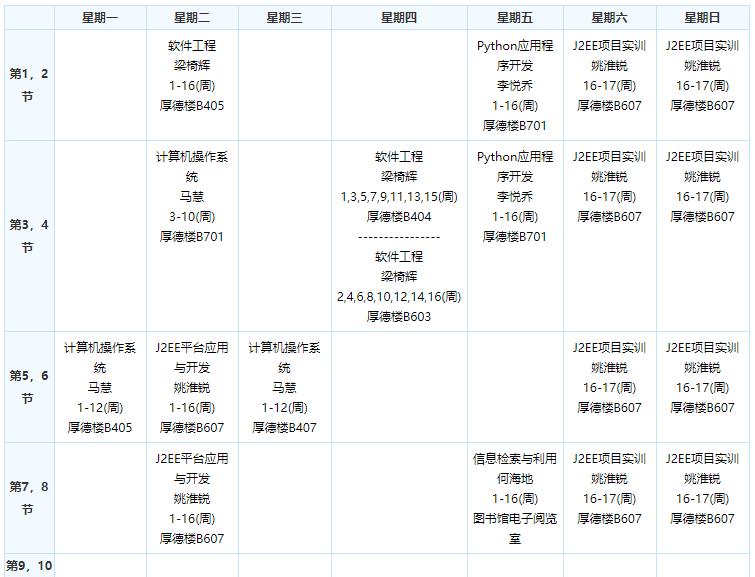 星期一 星期二 星期三 星期四 星期五 星期六 星期日
第1，2
节
软件工程
梁椅辉
1-16(周)
厚德楼B405
Python应用程
序开发
李悦乔
1-16(周)
厚德楼B701
J2EE项目实训
姚淮锐
16-17(周)
厚德楼B607
J2EE项目实训
姚淮锐
16-17(周)
厚德楼B607
第3，4
节
计算机操作系
统
马慧
3-10(周)
厚德楼B701
软件工程
梁椅辉
1,3,5,7,9,11,13,15(周)
厚德楼B404
----------------
软件工程
梁椅辉
2,4,6,8,10,12,14,16(周)
厚德楼B603
Python应用程
序开发
李悦乔
1-16(周)
厚德楼B701
J2EE项目实训
姚淮锐
16-17(周)
厚德楼B607
J2EE项目实训
姚淮锐
16-17(周)
厚德楼B607
第5，6
节
计算机操作系
统
马慧
1-12(周)
厚德楼B405
J2EE平台应用
与开发
姚淮锐
1-16(周)
厚德楼B607
计算机操作系
统
马慧
1-12(周)
厚德楼B407
J2EE项目实训
姚淮锐
16-17(周)
厚德楼B607
J2EE项目实训
姚淮锐
16-17(周)
厚德楼B607
第7，8
节
J2EE平台应用
与开发
姚淮锐
1-16(周)
厚德楼B607
信息检索与利用
何海地
1-16(周)
图书馆电子阅览
室
J2EE项目实训
姚淮锐
16-17(周)
厚德楼B607
J2EE项目实训
姚淮锐
16-17(周)
厚德楼B607
第9，10